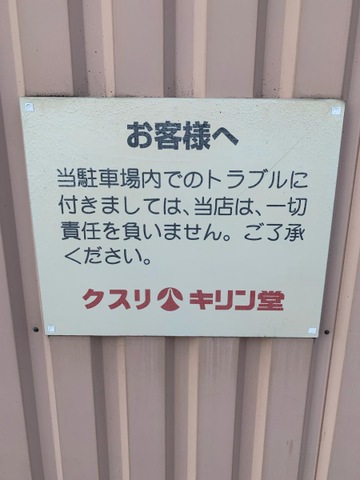 お客様へ
当駐車場内でのトラブルに
付きましては、当店は、一切
責任を負いません。ご了承
ください。
クスリ キリン堂